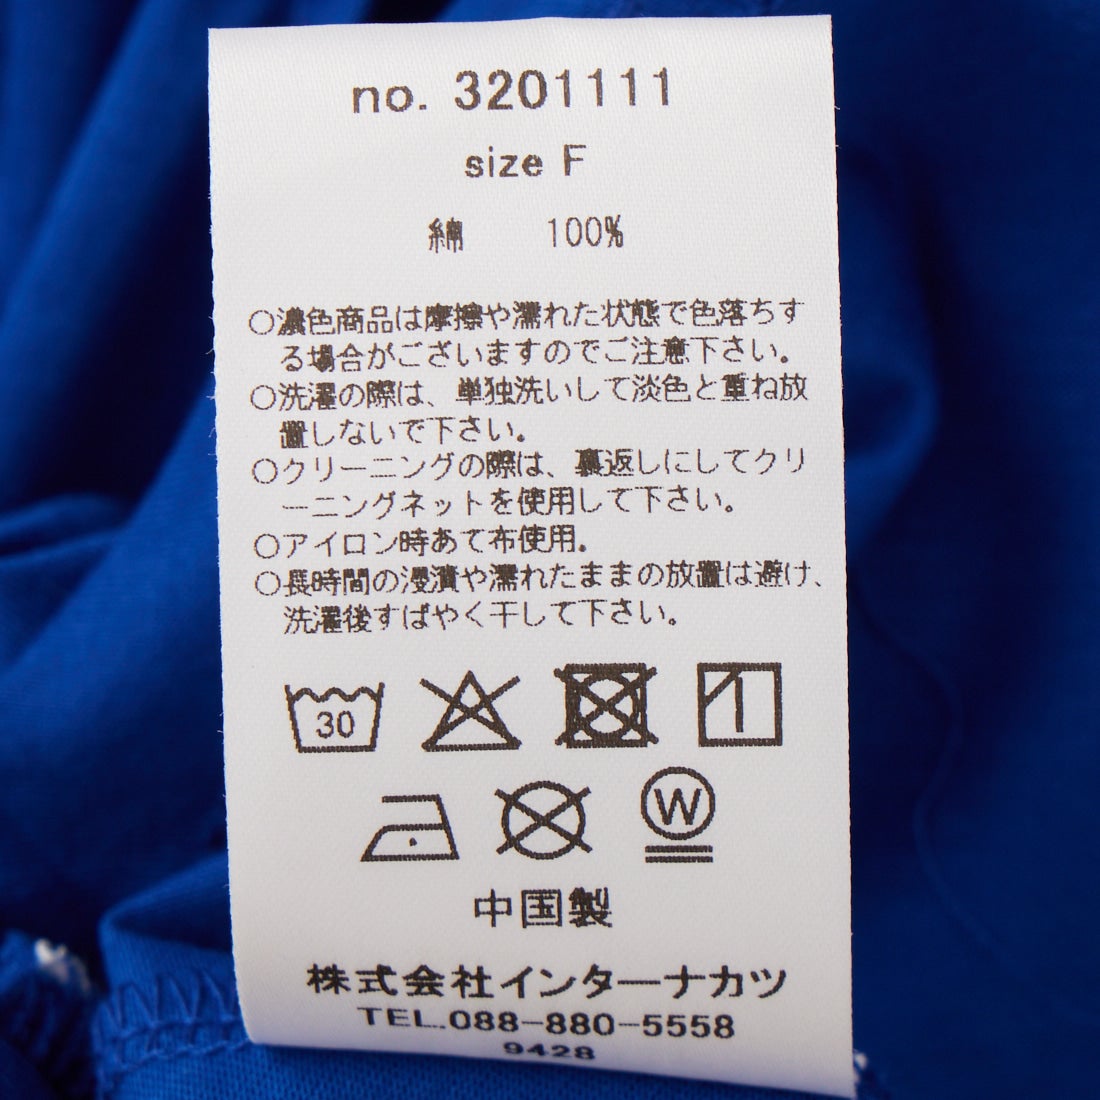 no. 3201111
size F
綿 100%
○濃色商品は摩擦や濡れた状態で色落ちす
る場合がございますのでご注意下さい。
○洗濯の際は、単独洗いして淡色と重ね放
置しないで下さい。
○クリーニングの際は、裏返しにしてクリ
ーニングネットを使用して下さい。
○アイロン時あて布使用。
○長時間の浸漬や濡れたままの放置は避け、
洗濯後すばやく干して下さい。
30
W
中国製
株式会社インターナカツ
TEL.088-880-5558
9428